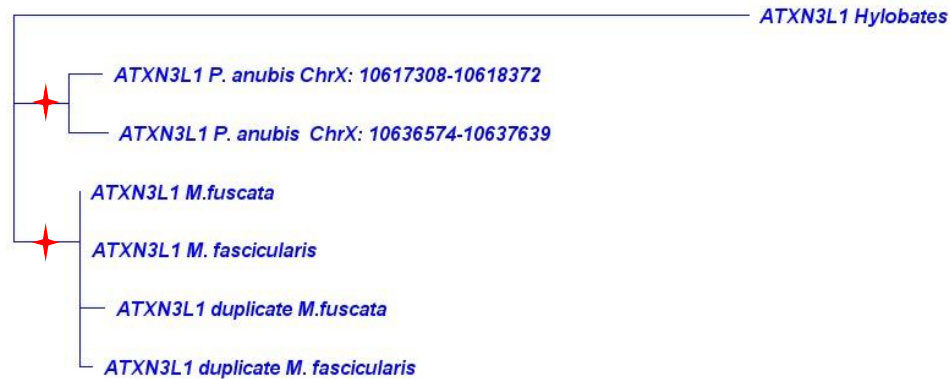 ATXN3L1 Hylobates
ATXN3L1 P. anubis ChrX: 10617308-10618372
ATXN3L1 P. anubis ChrX: 10636574-10637639
ATXN3L1 M.fuscata
ATXN3L1 M. fascicularis
ATXN3L1 duplicate M.fuscata
ATXN3L1 duplicate M. fascicularis